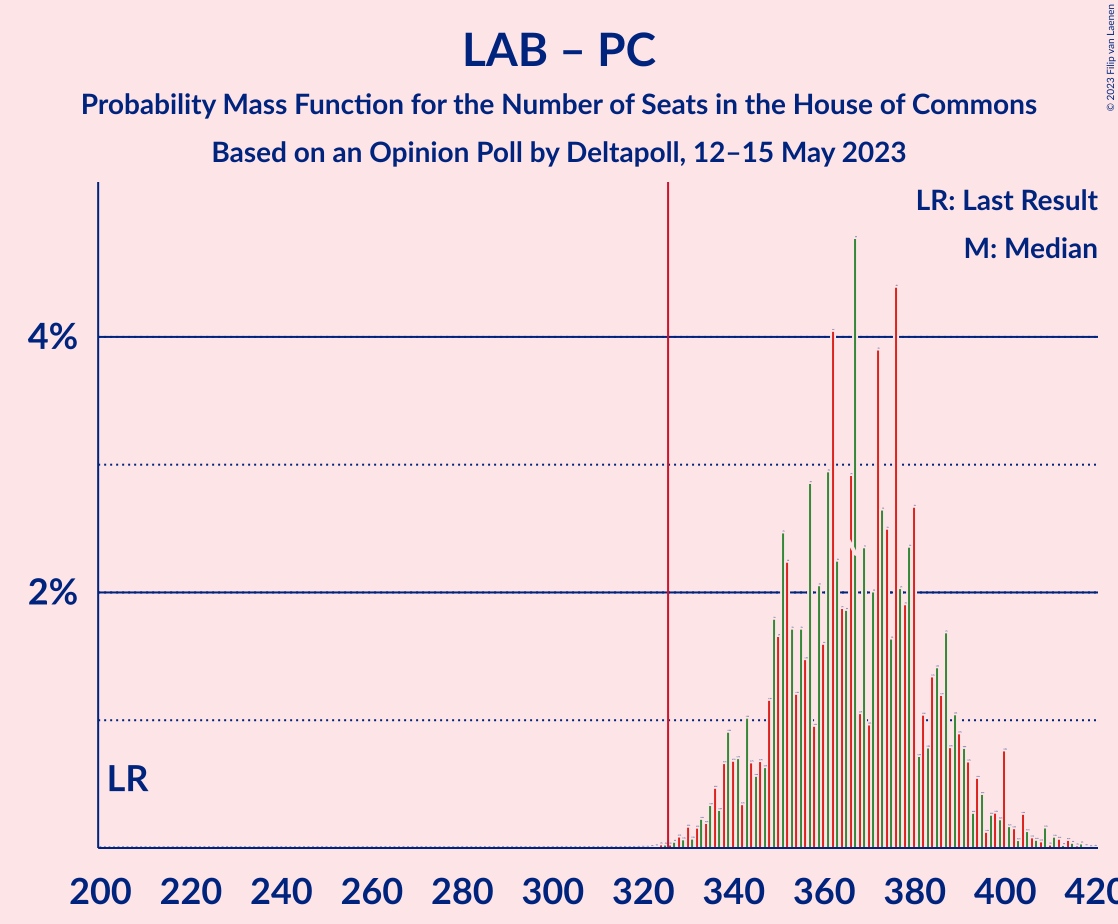 LAB – PC
Probability Mass Function for the Number of Seats in the House of Commons
Based on an Opinion Poll by Deltapoll, 12–15 May 2023
© 2023 Filip van Laenen
LR: Last Result
M: Median
4%
2%
LR
200 220 240 260 280 300 320 340 360 380 400 420